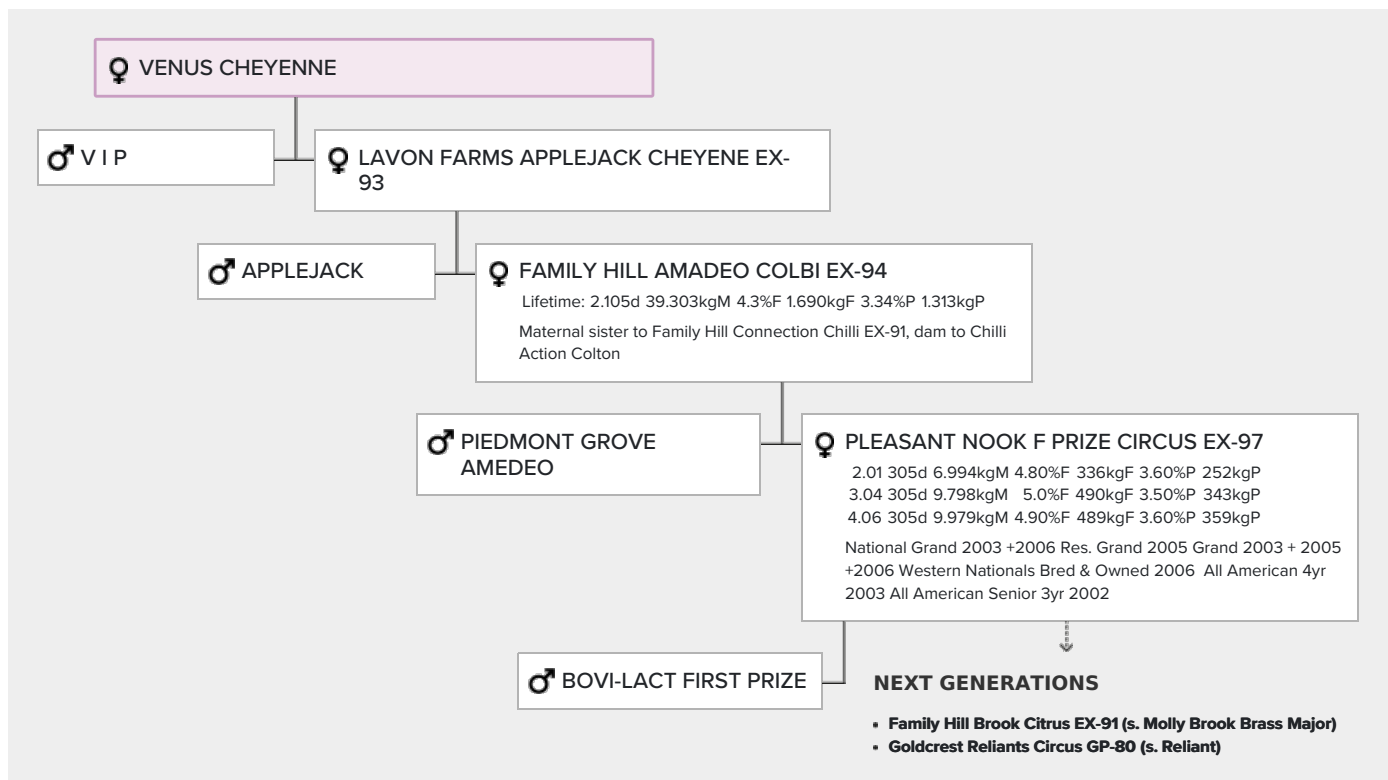 VENUS CHEYENNE
V I P
LAVON FARMS APPLEJACK CHEYENE EX-
93
APPLEJACK
FAMILY HILL AMADEO COLBI EX-94
Lifetime: 2.105d 39.303kgM 4.3%F 1.690kgF 3.34%P 1.313kgP
Maternal sister to Family Hill Connection Chilli EX-91, dam to Chilli
Action Colton
PIEDMONT GROVE
AMEDEO
PLEASANT NOOK F PRIZE CIRCUS EX-97
2.01 305d 6.994kgM 4.80%F 336kgF 3.60%P 252kgP
3.04 305d 9.798kgM 5.0%F 490kgF 3.50%P 343kgP
4.06 305d 9.979kgM 4.90%F 489kgF 3.60%P 359kgP
National Grand 2003 +2006 Res. Grand 2005 Grand 2003 + 2005
+2006 Western Nationals Bred & Owned 2006 All American 4yr
2003 All American Senior 3yr 2002
BOVI-LACT FIRST PRIZE
NEXT GENERATIONS
• Family Hill Brook Citrus EX-91 (s. Molly Brook Brass Major)
• Goldcrest Reliants Circus GP-80 (s. Reliant)